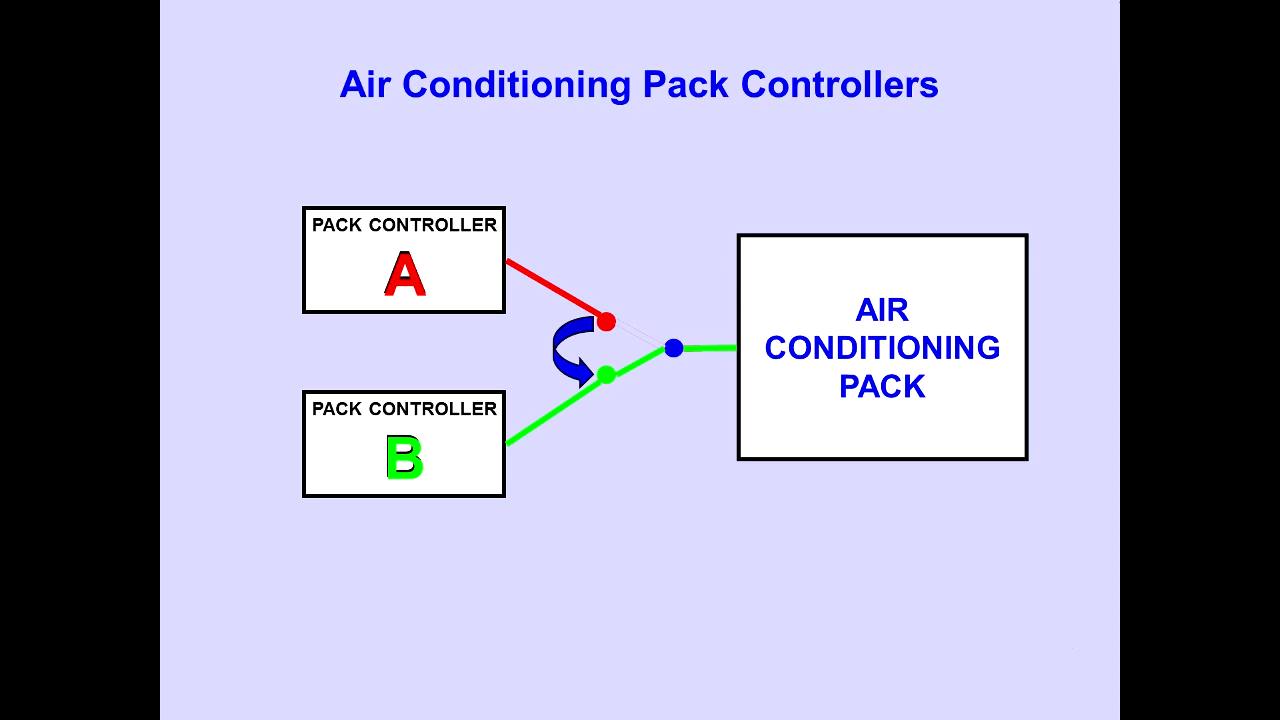 Air Conditioning Pack Controllers
PACK CONTROLLER
A
PACK CONTROLLER
B
AIR
CONDITIONING
PACK